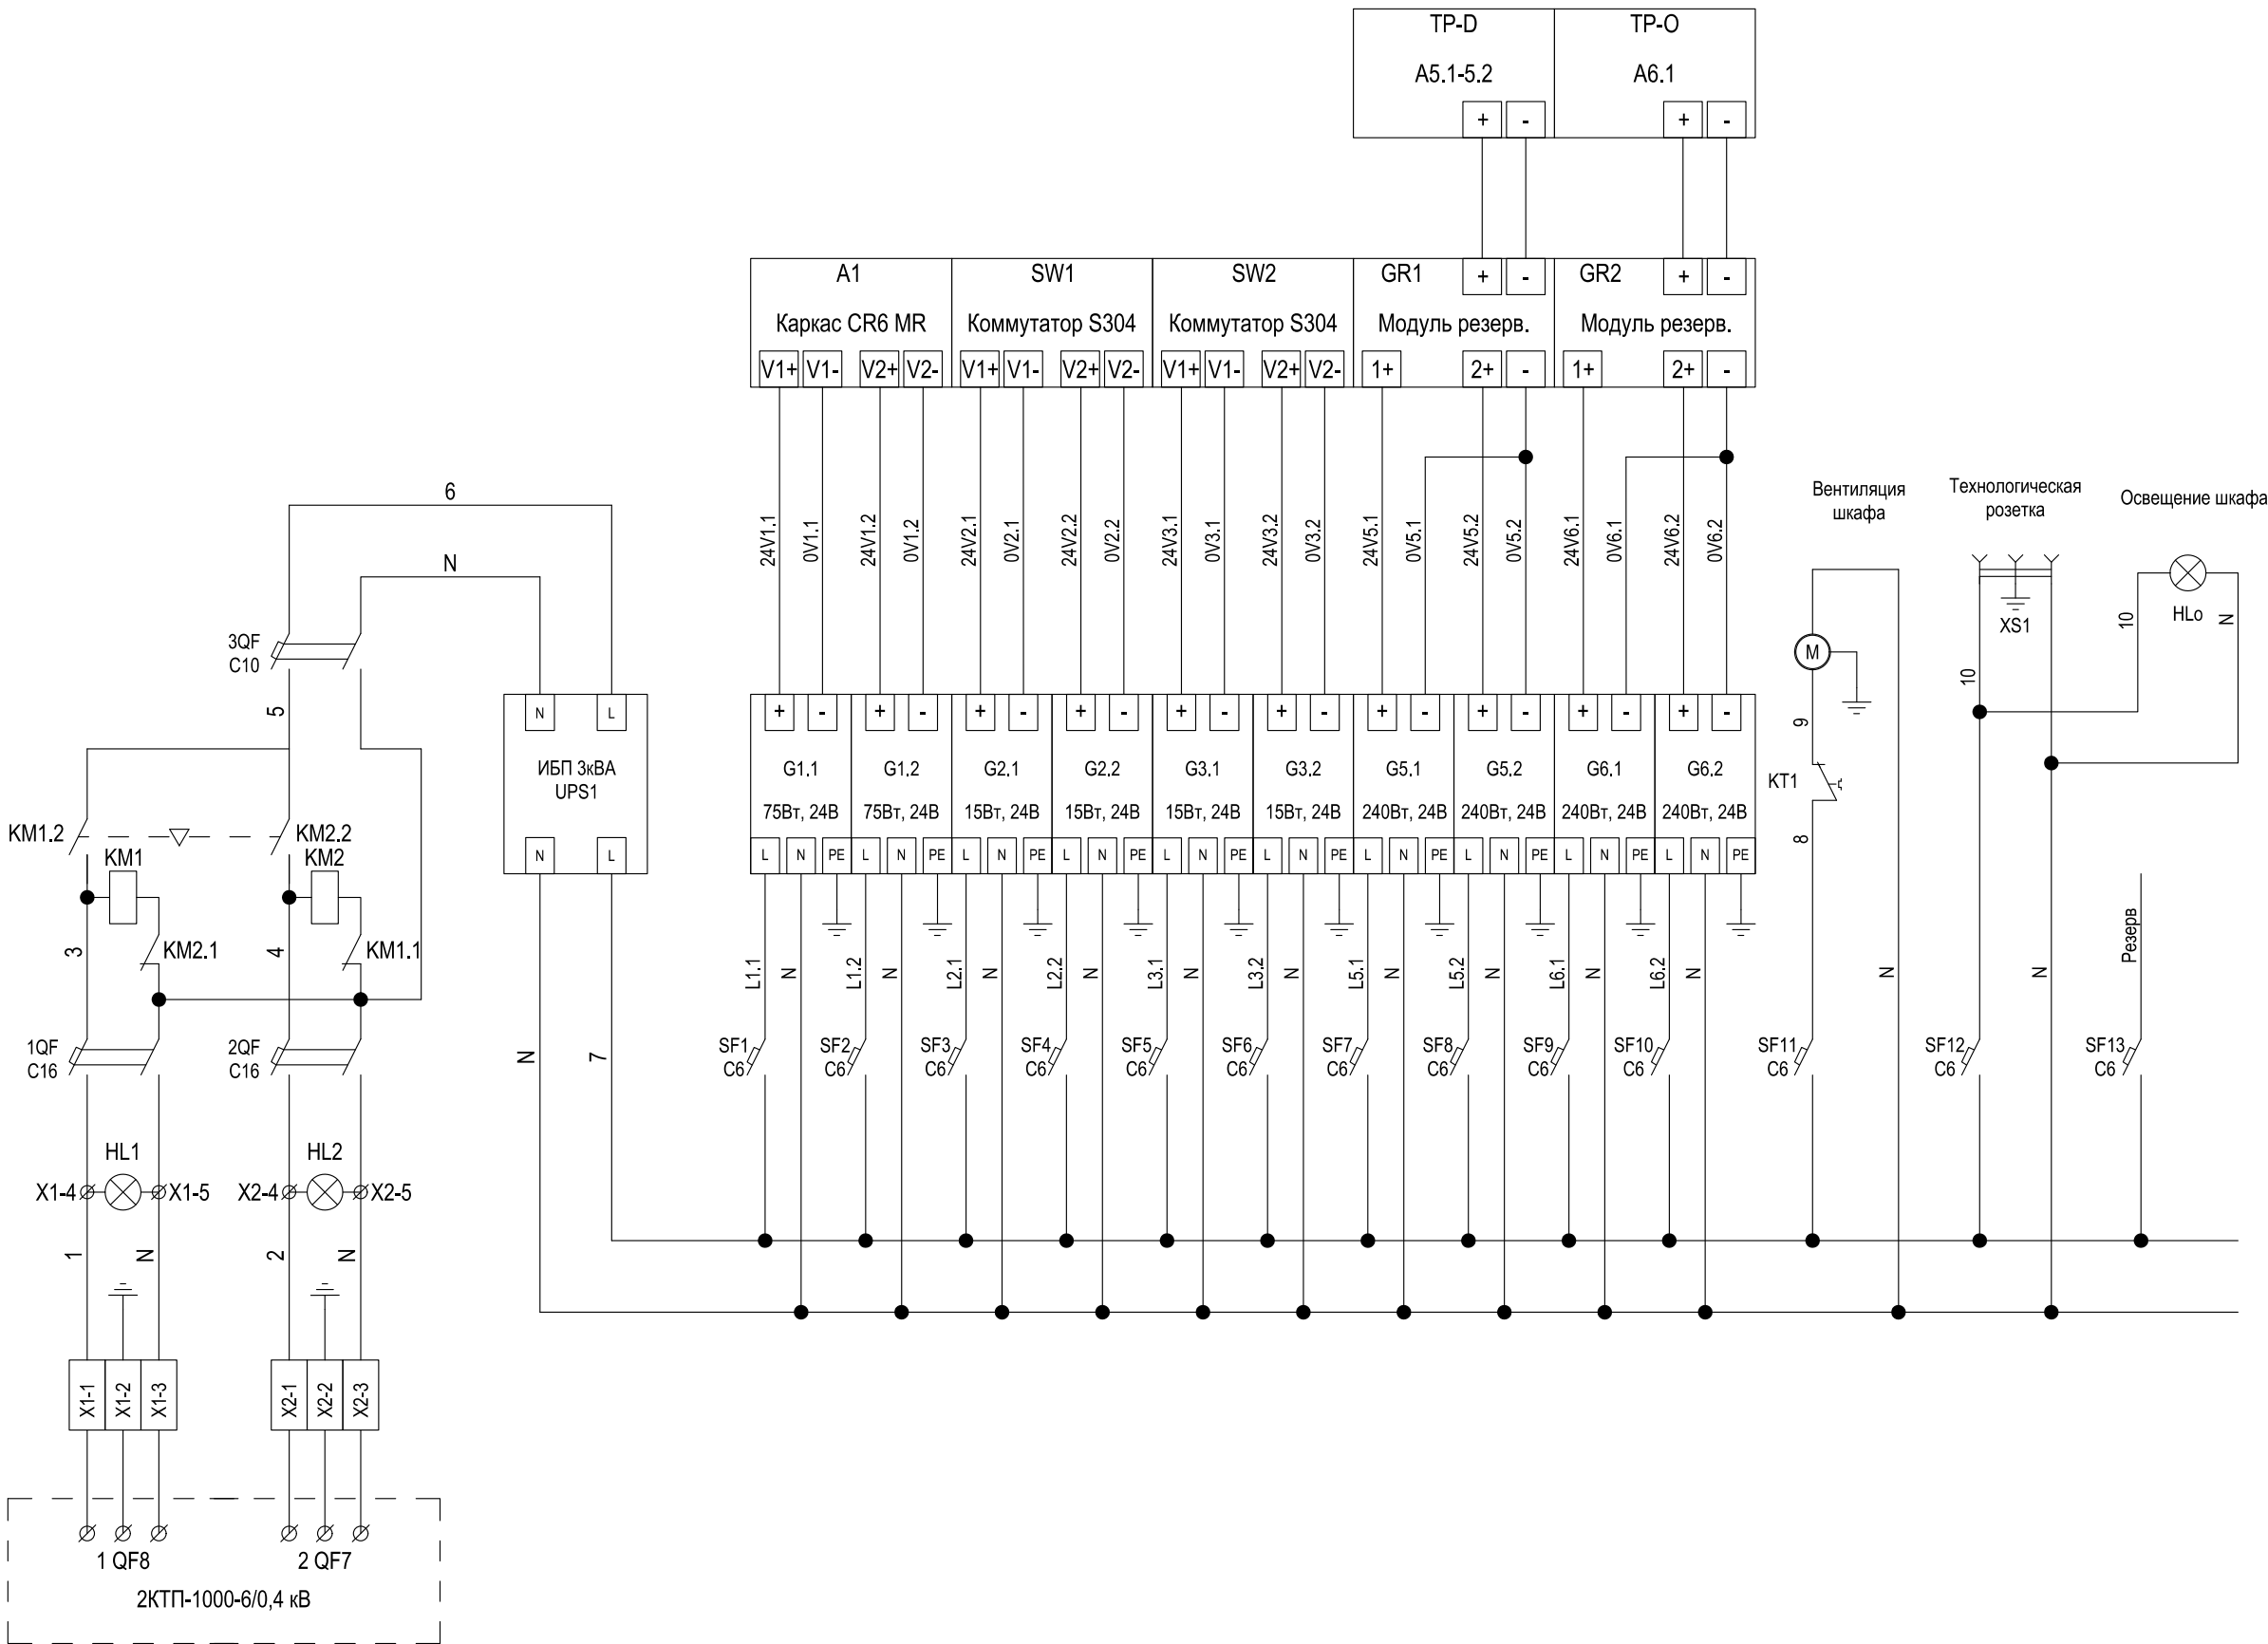 TP-D
TP-O
A5.1-5.2
A6.1
+ - + -
A1
SW1
SW2
GR1
+ -
GR2
+ -
Каркас CR6 MR
Коммутатор S304
Коммутатор S304
Модуль резерв.
Модуль резерв.
V1+ V1- V2+ V2-
V1+ V1- V2+ V2-
V1+ V1- V2+ V2-
1+ 2+ -
1+ 2+ -
24V1.1
0V1.1
24V1.2
0V1.2
24V2.1
0V2.1
24V2.2
0V2.2
24V3.1
0V3.1
24V3.2
0V3.2
24V5.1
0V5.1
24V5.2
0V5.2
24V6.1
0V6.1
24V6.2
0V6.2
Вентиляция
шкафа
Технологическая
розетка
Освещение шкафа
6
N
3QF
C10
5
XS1
HLo
10
N
10
M
9
KT1
8
N L
ИБП 3кВА
UPS1
N L
+ - + - + - + - + - + - + - + - + - + -
G1.1
G1.2
G2.1
G2.2
G3.1
G3.2
G5.1
G5.2
G6.1
G6.2
75Вт, 24В
75Вт, 24В
15Вт, 24В
15Вт, 24В
15Вт, 24В
15Вт, 24В
240Вт, 24В
240Вт, 24В
240Вт, 24В
240Вт, 24В
L N PE L N PE L N PE L N PE L N PE L N PE L N PE L N PE L N PE L N PE
KM1.2
KM2.2
KM1
KM2
3
KM2.1
4
KM1.1
L1.1
N
L1.2
N
L2.1
N
L2.2
N
L3.1
N
L3.2
N
L5.1
N
L5.2
N
L6.1
N
L6.2
N
N
N
Резерв
1QF
C16
2QF
C16
N
7
SF1
C6
SF2
C6
SF3
C6
SF4
C6
SF5
C6
SF6
C6
SF7
C6
SF8
C6
SF9
C6
SF10
C6
SF11
C6
SF12
C6
SF13
C6
HL1
HL2
X1-4
X1-5
X2-4
X2-5
1
N
2
N
X1-1
X1-2
X1-3
X2-1
X2-2
X2-3
1 QF8
2 QF7
2КТП-1000-6/0,4 кВ